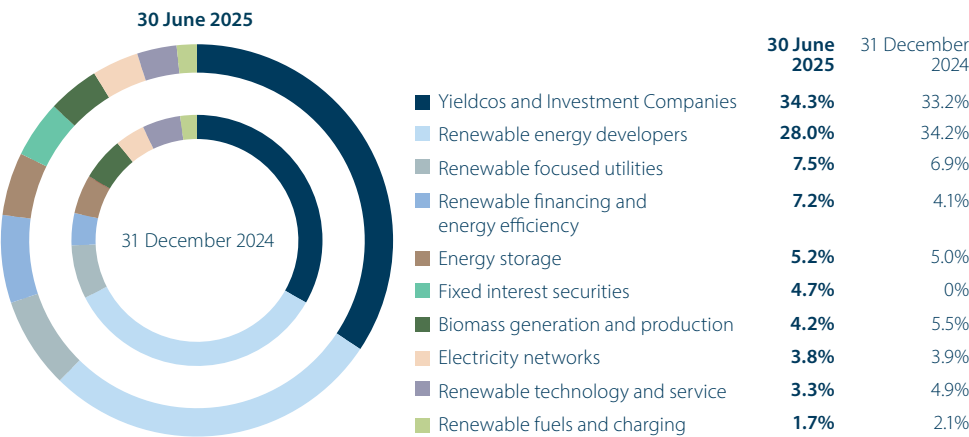 30 June 2025
31 December 2024
30 June 31 December
2025 2024
Yieldcos and Investment Companies 34.3% 33.2%
Renewable energy developers 28.0% 34.2%
Renewable focused utilities 7.5% 6.9%
Renewable financing and 7.2% 4.1%
energy efficiency
Energy storage 5.2% 5.0%
Fixed interest securities 4.7% 0%
Biomass generation and production 4.2% 5.5%
Electricity networks 3.8% 3.9%
Renewable technology and service 3.3% 4.9%
Renewable fuels and charging 1.7% 2.1%